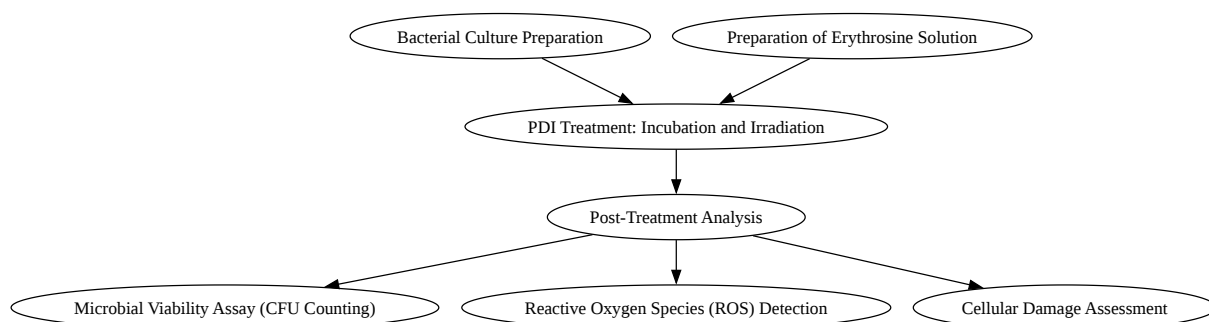 Bacterial Culture Preparation
Preparation of Erythrosine Solution
PDI Treatment: Incubation and Irradiation
Post-Treatment Analysis
Microbial Viability Assay (CFU Counting)
Reactive Oxygen Species (ROS) Detection
Cellular Damage Assessment